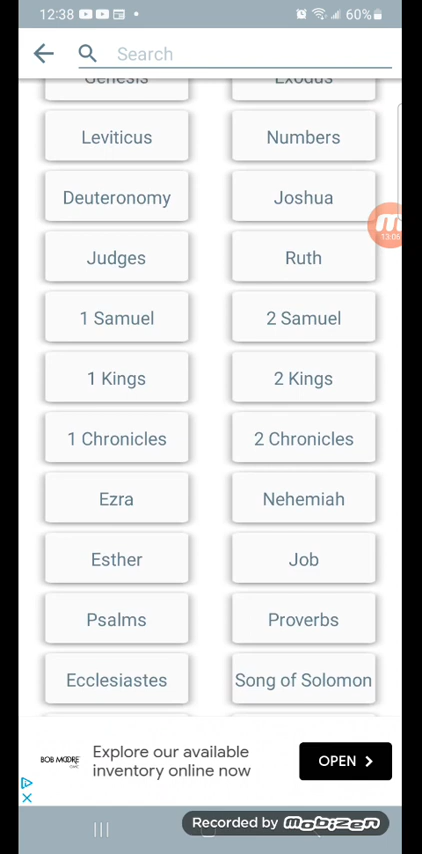 12:38 60%
Search
Genesis Exodus
Leviticus Numbers
Deuteronomy Joshua
13:06
Judges Ruth
1 Samuel 2 Samuel
1 Kings 2 Kings
1 Chronicles 2 Chronicles
Ezra Nehemiah
Esther Job
Psalms Proverbs
Ecclesiastes Song of Solomon
BOB MOORE
Explore our available
inventory online now
OPEN
Recorded by mobizen